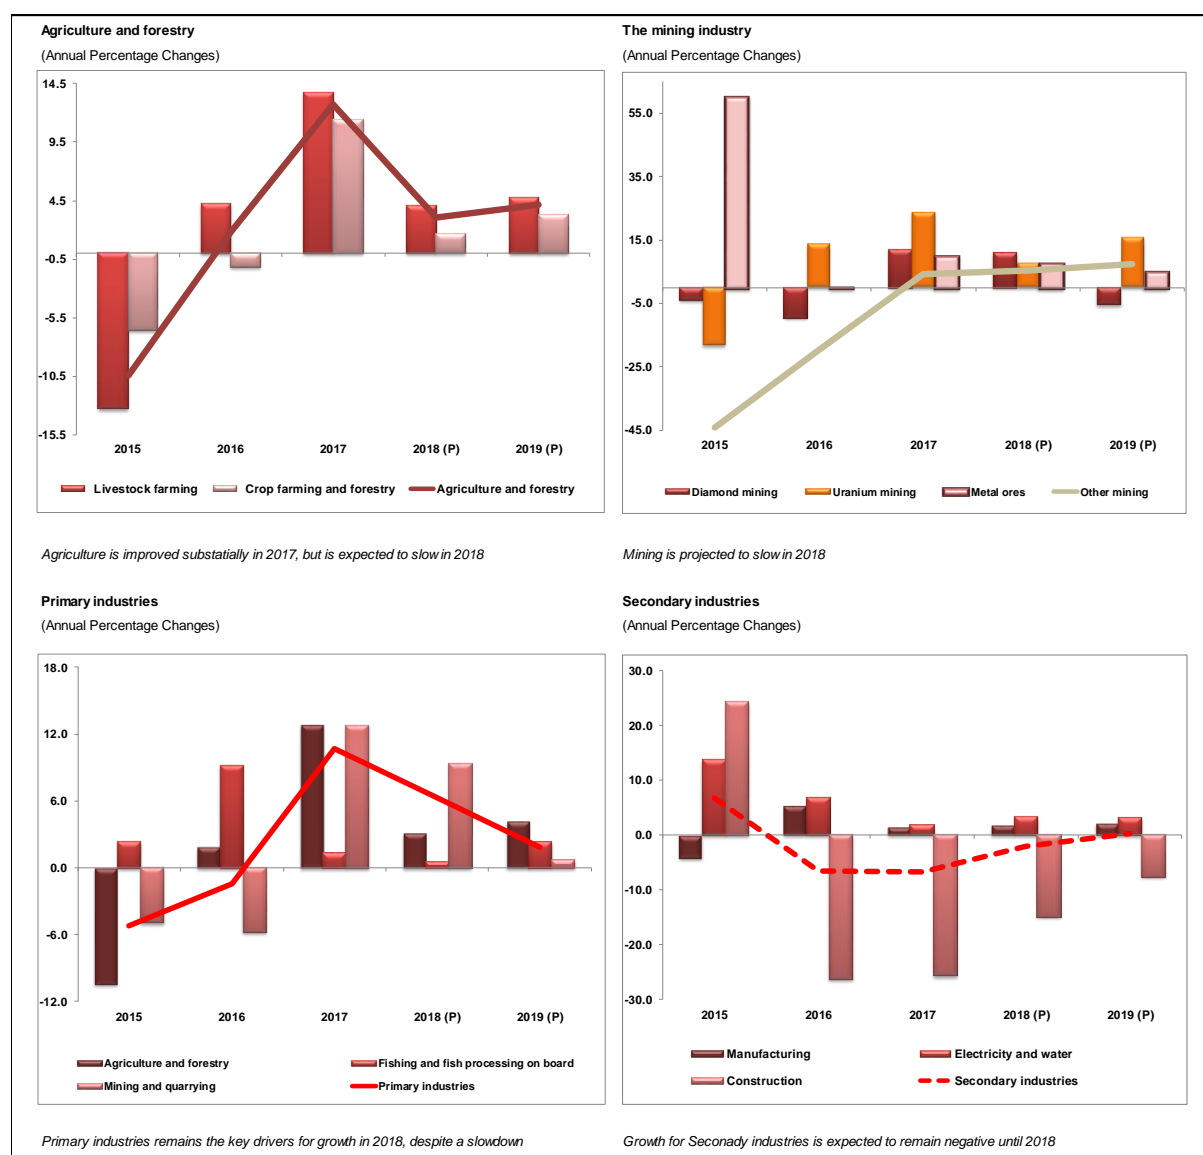 Agriculture and forestry
(Annual Percentage Changes)
14.5
9.5
4.5
-0.5
-5.5
-10.5
-15.5
2015 2016 2017 2018 (P) 2019 (P)
Livestock farming Crop farming and forestry Agriculture and forestry
Agriculture is improved substatially in 2017, but is expected to slow in 2018
The mining industry
(Annual Percentage Changes)
55.0
35.0
15.0
-5.0
-25.0
-45.0
2015 2016 2017 2018 (P) 2019 (P)
Diamond mining Uranium mining Metal ores Other mining
Mining is projected to slow in 2018
Primary industries
(Annual Percentage Changes)
18.0
12.0
6.0
0.0
-6.0
-12.0
2015 2016 2017 2018 (P) 2019 (P)
Agriculture and forestry Fishing and fish processing on board
Mining and quarrying Primary industries
Primary industries remains the key drivers for growth in 2018, despite a slowdown
Secondary industries
(Annual Percentage Changes)
30.0
20.0
10.0
0.0
-10.0
-20.0
-30.0
2015 2016 2017 2018 (P) 2019 (P)
Manufacturing Electricity and water
Construction Secondary industries
Growth for Seconady industries is expected to remain negative until 2018